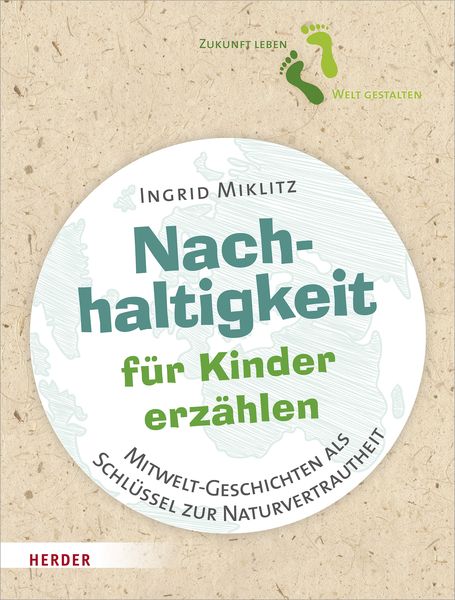 ZUKUNFT LEBEN
WELT GESTALTEN
INGRID MIKLITZ
Nach-
haltigkeit
für Kinder
erzählen
MITWELT-GESCHICHTEN ALS
SCHLÜSSEL ZUR NATURVERTRAUTHEIT
HERDER